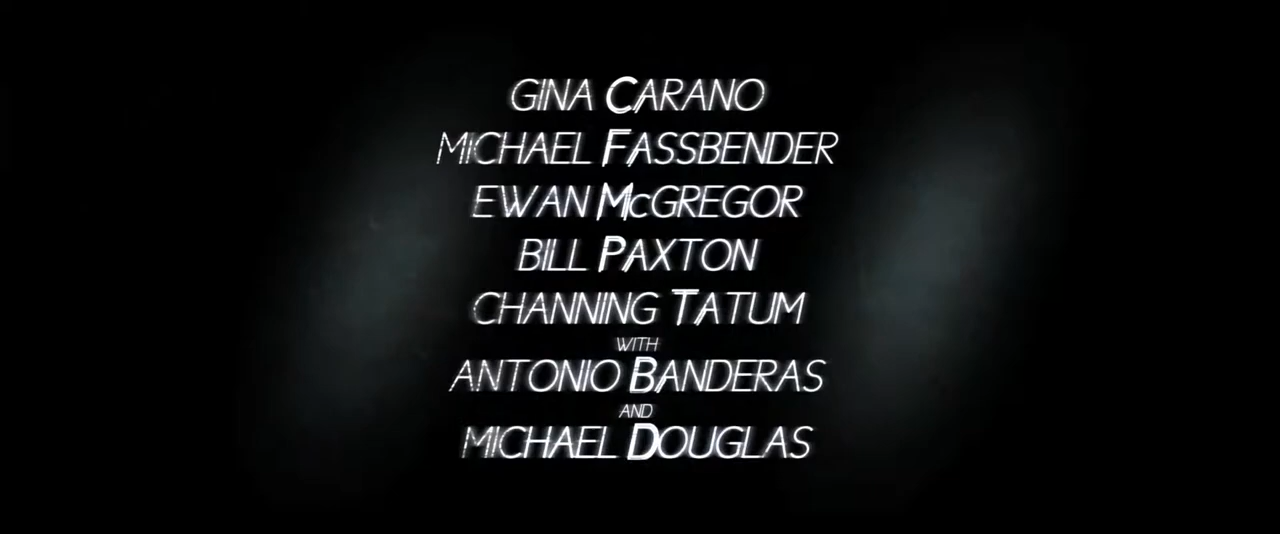 GINA CARANO
MICHAEL FASSBENDER
EWAN McGREGOR
BILL PAXTON
CHANNING TATUM
WITH
ANTONIO BANDERAS
AND
MICHAEL DOUGLAS